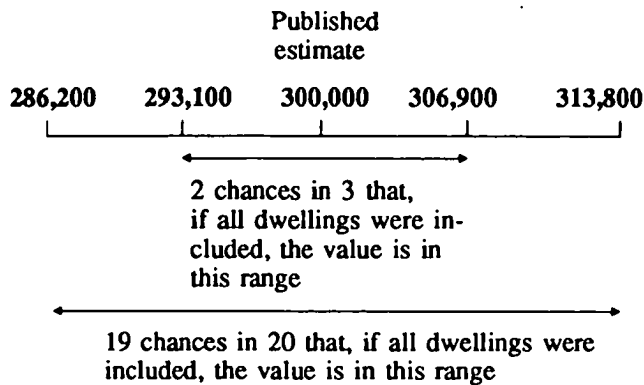 Published
estimate
286,200 293,100 300,000 306,900 313,800
2 chances in 3 that,
if all dwellings were in-
cluded, the value is in
this range
19 chances in 20 that, if all dwellings were
included, the value is in this range